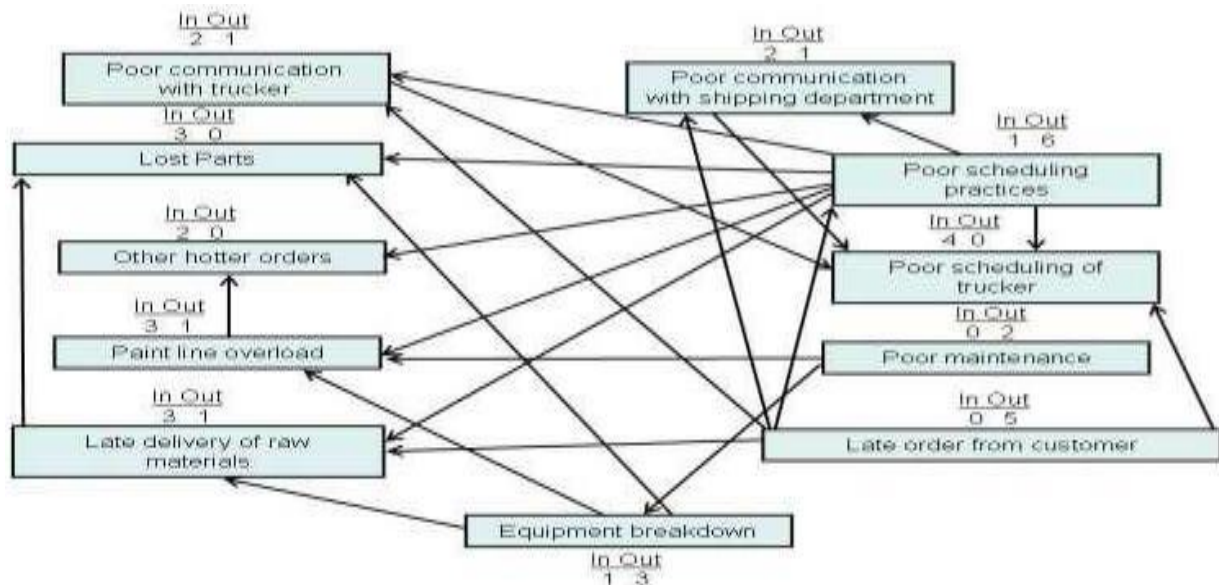 In Out
2 1
Poor communication
with trucker
In Out
2 1
Poor communication
with shipping department
In Out
3 0
Lost Parts
In Out
1 6
Poor scheduling
practices
In Out
2 0
Other hotter orders
In Out
4 0
Poor scheduling of
trucker
In Out
3 1
Paint line overload
In Out
0 2
Poor maintenance
In Out
3 1
Late delivery of raw
materials
In Out
0 5
Late order from customer
Equipment breakdown
In Out
1 3